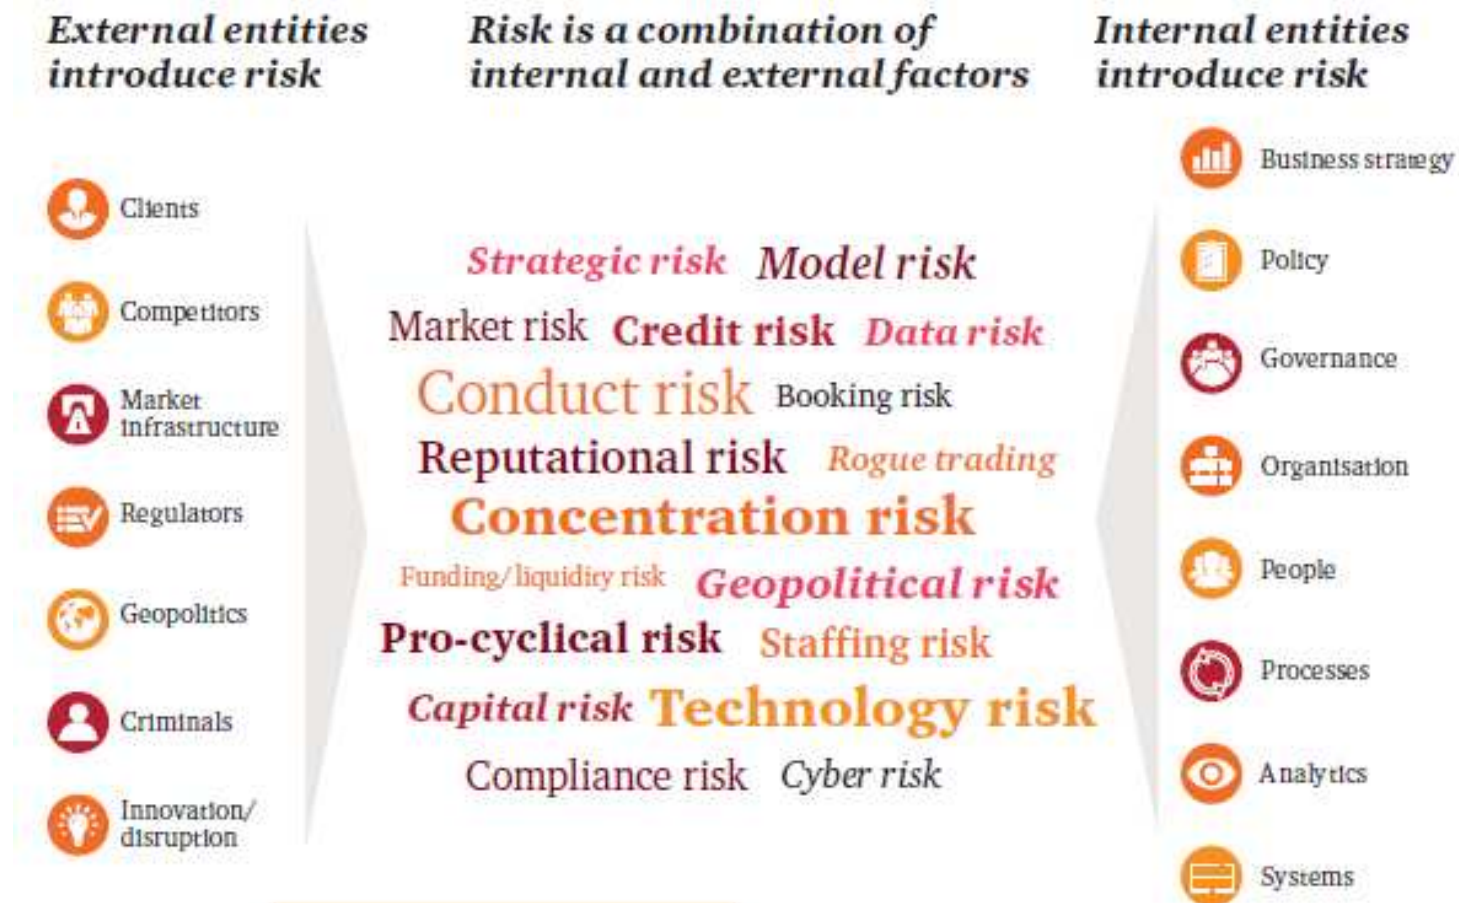 External entities
introduce risk
Risk is a combination of
internal and external factors
Internal entities
introduce risk
Clients
Competitors
Market
infrastructure
Regulators
Geopolitics
Criminals
Innovation/
disruption
Strategic risk Model risk
Market risk Credit risk Data risk
Conduct risk Booking risk
Reputational risk Rogue trading
Concentration risk
Funding/liquidity risk Geopolitical risk
Pro-cyclical risk Staffing risk
Capital risk Technology risk
Compliance risk Cyber risk
Business strategy
Policy
Governance
Organisation
People
Processes
Analytics
Systems